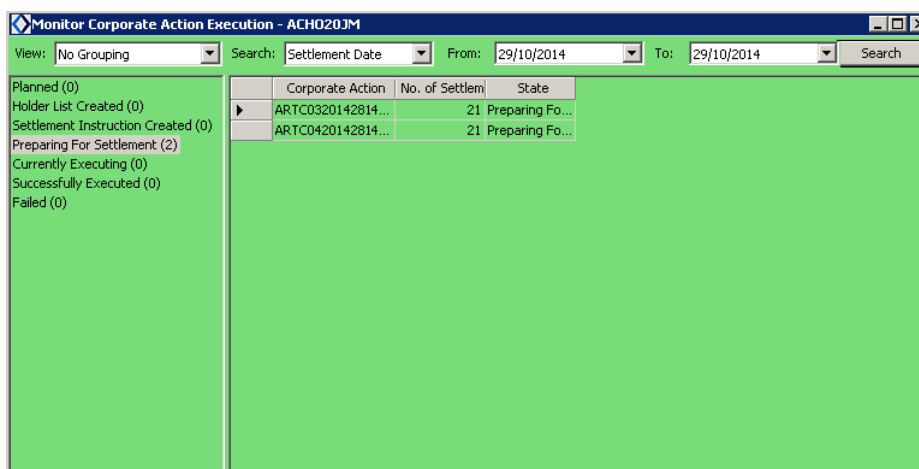 Monitor Corporate Action Execution - ACHO20JM
View: No Grouping Search: Settlement Date From: 29/10/2014 To: 29/10/2014 Search
Planned (0)
Holder List Created (0)
Settlement Instruction Created (0)
Preparing For Settlement (2)
Currently Executing (0)
Successfully Executed (0)
Failed (0)
Corporate Action No. of Settlem State
ARTC0320142814... 21 Preparing Fo...
ARTC0420142814... 21 Preparing Fo...